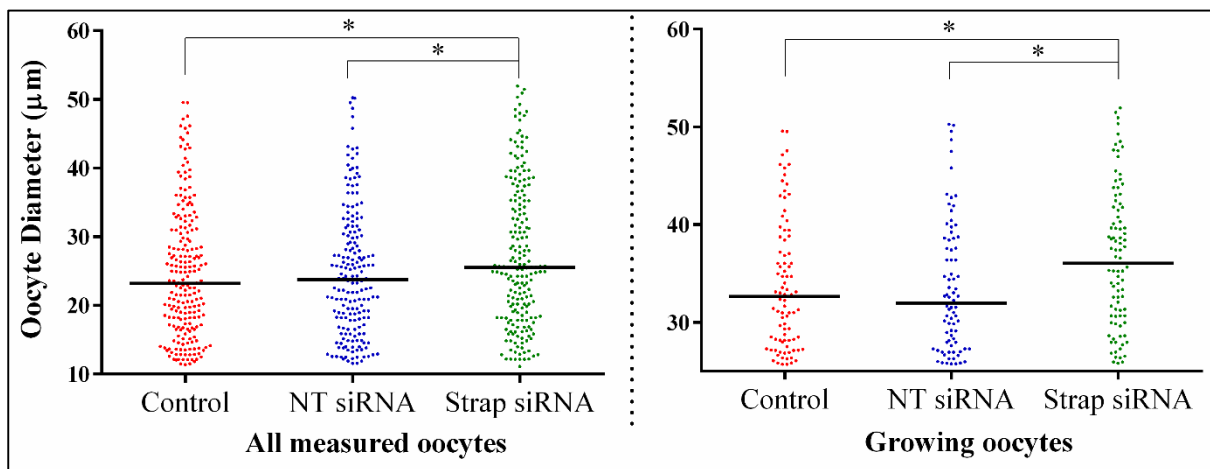 Oocyte Diameter (μm)
60
50
40
30
20
10
*
*
Control
NT siRNA
Strap siRNA
All measured oocytes
60
50
40
30
*
*
Control
NT siRNA
Strap siRNA
Growing oocytes